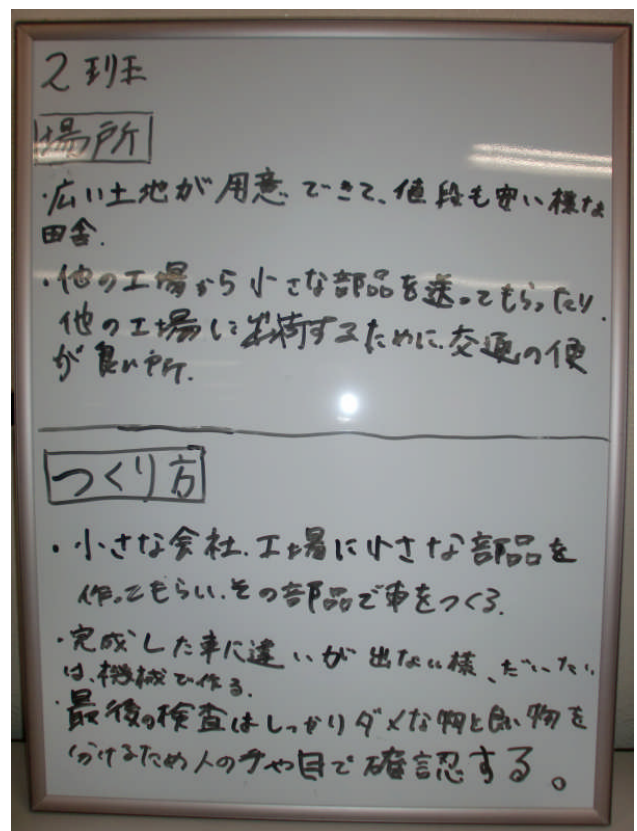 2班
場所
・広い土地が用意できて、値段も安い様な
田舎.
・他の工場から小さな部品を送ってもらったり、
他の工場に出荷するために、交通の便
が良い所.
つくり方
・小さな会社、工場に小さな部品を
作ってもらい、その部品で車をつくる.
・完成した車に違いが出ない様、だいたい
は、機械で作る.
・最後の検査はしっかりダメな物と良い物を
分けるため人の手や目で確認する。